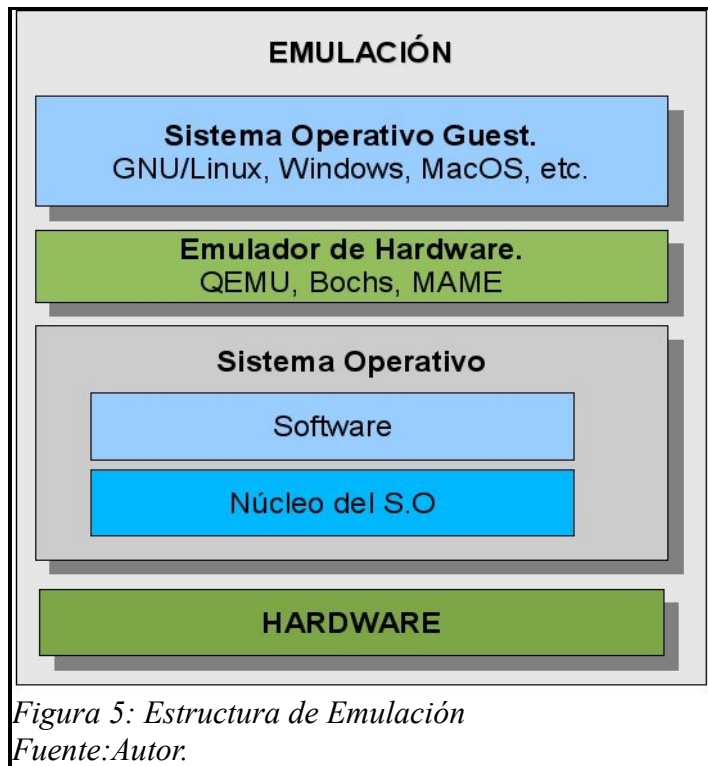 EMULACIÓN
Sistema Operativo Guest.
GNU/Linux, Windows, MacOS, etc.
Emulador de Hardware.
QEMU, Bochs, MAME
Sistema Operativo
Software
Núcleo del S.O
HARDWARE
Figura 5: Estructura de Emulación
Fuente:Autor.